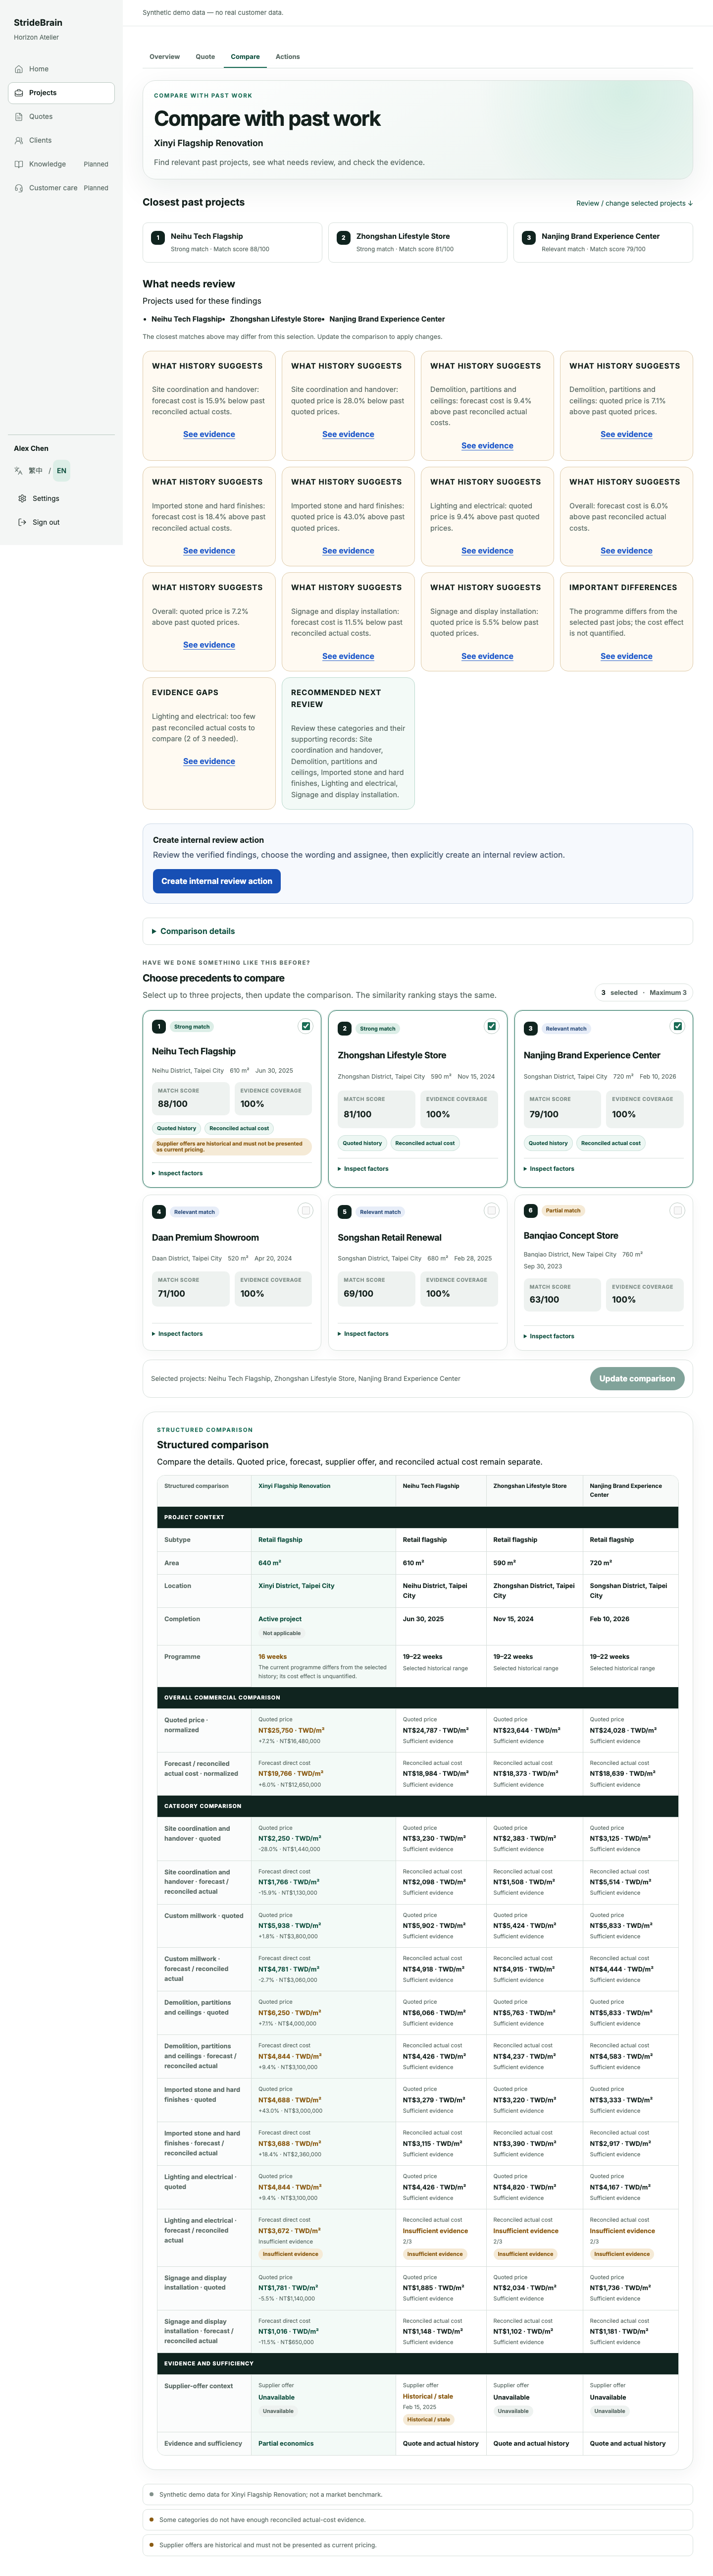 StrideBrain
Horizon Atelier
Home
Projects
Quotes
Clients
Knowledge Planned
Customer care Planned
Alex Chen
繁中 / EN
Settings
Sign out
Synthetic demo data — no real customer data.
Overview Quote Compare Actions
COMPARE WITH PAST WORK
Compare with past work
Xinyi Flagship Renovation
Find relevant past projects, see what needs review, and check the evidence.
Closest past projects
Review / change selected projects ↓
1 Neihu Tech Flagship
Strong match · Match score 88/100
2 Zhongshan Lifestyle Store
Strong match · Match score 81/100
3 Nanjing Brand Experience Center
Relevant match · Match score 79/100
What needs review
Projects used for these findings
• Neihu Tech Flagship • Zhongshan Lifestyle Store • Nanjing Brand Experience Center
The closest matches above may differ from this selection. Update the comparison to apply changes.
WHAT HISTORY SUGGESTS
Site coordination and handover:
forecast cost is 15.9% below past
reconciled actual costs.
See evidence
WHAT HISTORY SUGGESTS
Site coordination and handover:
quoted price is 28.0% below past
quoted prices.
See evidence
WHAT HISTORY SUGGESTS
Demolition, partitions and
ceilings: forecast cost is 9.4%
above past reconciled actual
costs.
See evidence
WHAT HISTORY SUGGESTS
Demolition, partitions and
ceilings: quoted price is 7.1%
above past quoted prices.
See evidence
WHAT HISTORY SUGGESTS
Imported stone and hard finishes:
forecast cost is 18.4% above past
reconciled actual costs.
See evidence
WHAT HISTORY SUGGESTS
Imported stone and hard finishes:
quoted price is 43.0% above past
quoted prices.
See evidence
WHAT HISTORY SUGGESTS
Lighting and electrical: quoted
price is 9.4% above past quoted
prices.
See evidence
WHAT HISTORY SUGGESTS
Overall: forecast cost is 6.0%
above past reconciled actual
costs.
See evidence
WHAT HISTORY SUGGESTS
Overall: quoted price is 7.2%
above past quoted prices.
See evidence
WHAT HISTORY SUGGESTS
Signage and display installation:
forecast cost is 11.5% below past
reconciled actual costs.
See evidence
WHAT HISTORY SUGGESTS
Signage and display installation:
quoted price is 5.5% below past
quoted prices.
See evidence
IMPORTANT DIFFERENCES
The programme differs from the
selected past jobs; the cost effect
is not quantified.
See evidence
EVIDENCE GAPS
Lighting and electrical: too few
past reconciled actual costs to
compare (2 of 3 needed).
See evidence
RECOMMENDED NEXT
REVIEW
Review these categories and their
supporting records: Site
coordination and handover,
Demolition, partitions and
ceilings, Imported stone and hard
finishes, Lighting and electrical,
Signage and display installation.
Create internal review action
Review the verified findings, choose the wording and assignee, then explicitly create an internal review action.
Create internal review action
Comparison details
HAVE WE DONE SOMETHING LIKE THIS BEFORE?
Choose precedents to compare
Select up to three projects, then update the comparison. The similarity ranking stays the same.
3 selected · Maximum 3
1 Strong match
Neihu Tech Flagship
Neihu District, Taipei City 610 m² Jun 30, 2025
MATCH SCORE 88/100
EVIDENCE COVERAGE 100%
Quoted history Reconciled actual cost
Supplier offers are historical and must not be presented
as current pricing.
Inspect factors
2 Strong match
Zhongshan Lifestyle Store
Zhongshan District, Taipei City 590 m² Nov 15, 2024
MATCH SCORE 81/100
EVIDENCE COVERAGE 100%
Quoted history Reconciled actual cost
Inspect factors
3 Relevant match
Nanjing Brand Experience Center
Songshan District, Taipei City 720 m² Feb 10, 2026
MATCH SCORE 79/100
EVIDENCE COVERAGE 100%
Quoted history Reconciled actual cost
Inspect factors
4 Relevant match
Daan Premium Showroom
Daan District, Taipei City 520 m² Apr 20, 2024
MATCH SCORE 71/100
EVIDENCE COVERAGE 100%
Inspect factors
5 Relevant match
Songshan Retail Renewal
Songshan District, Taipei City 680 m² Feb 28, 2025
MATCH SCORE 69/100
EVIDENCE COVERAGE 100%
Inspect factors
6 Partial match
Banqiao Concept Store
Banqiao District, New Taipei City 760 m²
Sep 30, 2023
MATCH SCORE 63/100
EVIDENCE COVERAGE 100%
Inspect factors
Selected projects: Neihu Tech Flagship, Zhongshan Lifestyle Store, Nanjing Brand Experience Center
Update comparison
STRUCTURED COMPARISON
Structured comparison
Compare the details. Quoted price, forecast, supplier offer, and reconciled actual cost remain separate.
Structured comparison Xinyi Flagship Renovation Neihu Tech Flagship Zhongshan Lifestyle Store Nanjing Brand Experience Center
PROJECT CONTEXT
Subtype Retail flagship Retail flagship Retail flagship Retail flagship
Area 640 m² 610 m² 590 m² 720 m²
Location Xinyi District, Taipei City Neihu District, Taipei City Zhongshan District, Taipei City Songshan District, Taipei City
Completion Active project Jun 30, 2025 Nov 15, 2024 Feb 10, 2026
Not applicable
Programme 16 weeks 19–22 weeks 19–22 weeks 19–22 weeks
The current programme differs from the selected history; its cost effect is unquantified. Selected historical range Selected historical range Selected historical range
OVERALL COMMERCIAL COMPARISON
Quoted price · normalized Quoted price Quoted price Quoted price Quoted price
NT$25,750 · TWD/m² NT$24,787 · TWD/m² NT$23,644 · TWD/m² NT$24,028 · TWD/m²
+7.2% · NT$16,480,000 Sufficient evidence Sufficient evidence Sufficient evidence
Forecast / reconciled actual cost · normalized Forecast direct cost Reconciled actual cost Reconciled actual cost Reconciled actual cost
NT$19,766 · TWD/m² NT$18,984 · TWD/m² NT$18,373 · TWD/m² NT$18,639 · TWD/m²
+6.0% · NT$12,650,000 Sufficient evidence Sufficient evidence Sufficient evidence
CATEGORY COMPARISON
Site coordination and handover · quoted Quoted price Quoted price Quoted price Quoted price
NT$2,250 · TWD/m² NT$3,230 · TWD/m² NT$2,383 · TWD/m² NT$3,125 · TWD/m²
-28.0% · NT$1,440,000 Sufficient evidence Sufficient evidence Sufficient evidence
Site coordination and handover · forecast / reconciled actual Forecast direct cost Reconciled actual cost Reconciled actual cost Reconciled actual cost
NT$1,766 · TWD/m² NT$2,098 · TWD/m² NT$1,508 · TWD/m² NT$5,514 · TWD/m²
-15.9% · NT$1,130,000 Sufficient evidence Sufficient evidence Sufficient evidence
Custom millwork · quoted Quoted price Quoted price Quoted price Quoted price
NT$5,938 · TWD/m² NT$5,902 · TWD/m² NT$5,424 · TWD/m² NT$5,833 · TWD/m²
+1.8% · NT$3,800,000 Sufficient evidence Sufficient evidence Sufficient evidence
Custom millwork · forecast / reconciled actual Forecast direct cost Reconciled actual cost Reconciled actual cost Reconciled actual cost
NT$4,781 · TWD/m² NT$4,918 · TWD/m² NT$4,915 · TWD/m² NT$4,444 · TWD/m²
-2.7% · NT$3,060,000 Sufficient evidence Sufficient evidence Sufficient evidence
Demolition, partitions and ceilings · quoted Quoted price Quoted price Quoted price Quoted price
NT$6,250 · TWD/m² NT$6,066 · TWD/m² NT$5,763 · TWD/m² NT$5,833 · TWD/m²
+7.1% · NT$4,000,000 Sufficient evidence Sufficient evidence Sufficient evidence
Demolition, partitions and ceilings · forecast / reconciled actual Forecast direct cost Reconciled actual cost Reconciled actual cost Reconciled actual cost
NT$4,844 · TWD/m² NT$4,426 · TWD/m² NT$4,237 · TWD/m² NT$4,583 · TWD/m²
+9.4% · NT$3,100,000 Sufficient evidence Sufficient evidence Sufficient evidence
Imported stone and hard finishes · quoted Quoted price Quoted price Quoted price Quoted price
NT$4,688 · TWD/m² NT$3,279 · TWD/m² NT$3,220 · TWD/m² NT$3,333 · TWD/m²
+43.0% · NT$3,000,000 Sufficient evidence Sufficient evidence Sufficient evidence
Imported stone and hard finishes · forecast / reconciled actual Forecast direct cost Reconciled actual cost Reconciled actual cost Reconciled actual cost
NT$3,688 · TWD/m² NT$3,115 · TWD/m² NT$3,390 · TWD/m² NT$2,917 · TWD/m²
+18.4% · NT$2,360,000 Sufficient evidence Sufficient evidence Sufficient evidence
Lighting and electrical · quoted Quoted price Quoted price Quoted price Quoted price
NT$4,844 · TWD/m² NT$4,426 · TWD/m² NT$4,820 · TWD/m² NT$4,167 · TWD/m²
+9.4% · NT$3,100,000 Sufficient evidence Sufficient evidence Sufficient evidence
Lighting and electrical · forecast / reconciled actual Forecast direct cost Reconciled actual cost Reconciled actual cost Reconciled actual cost
NT$3,672 · TWD/m² Insufficient evidence Insufficient evidence Insufficient evidence
Insufficient evidence 2/3 2/3 2/3
Insufficient evidence Insufficient evidence Insufficient evidence Insufficient evidence
Signage and display installation · quoted Quoted price Quoted price Quoted price Quoted price
NT$1,781 · TWD/m² NT$1,885 · TWD/m² NT$2,034 · TWD/m² NT$1,736 · TWD/m²
-5.5% · NT$1,140,000 Sufficient evidence Sufficient evidence Sufficient evidence
Signage and display installation · forecast / reconciled actual Forecast direct cost Reconciled actual cost Reconciled actual cost Reconciled actual cost
NT$1,016 · TWD/m² NT$1,148 · TWD/m² NT$1,102 · TWD/m² NT$1,181 · TWD/m²
-11.5% · NT$650,000 Sufficient evidence Sufficient evidence Sufficient evidence
EVIDENCE AND SUFFICIENCY
Supplier-offer context Supplier offer Supplier offer Supplier offer Supplier offer
Unavailable Historical / stale Unavailable Unavailable
Unavailable Feb 15, 2025 Unavailable Unavailable
Historical / stale
Evidence and sufficiency Partial economics Quote and actual history Quote and actual history Quote and actual history
Synthetic demo data for Xinyi Flagship Renovation; not a market benchmark.
Some categories do not have enough reconciled actual-cost evidence.
Supplier offers are historical and must not be presented as current pricing.